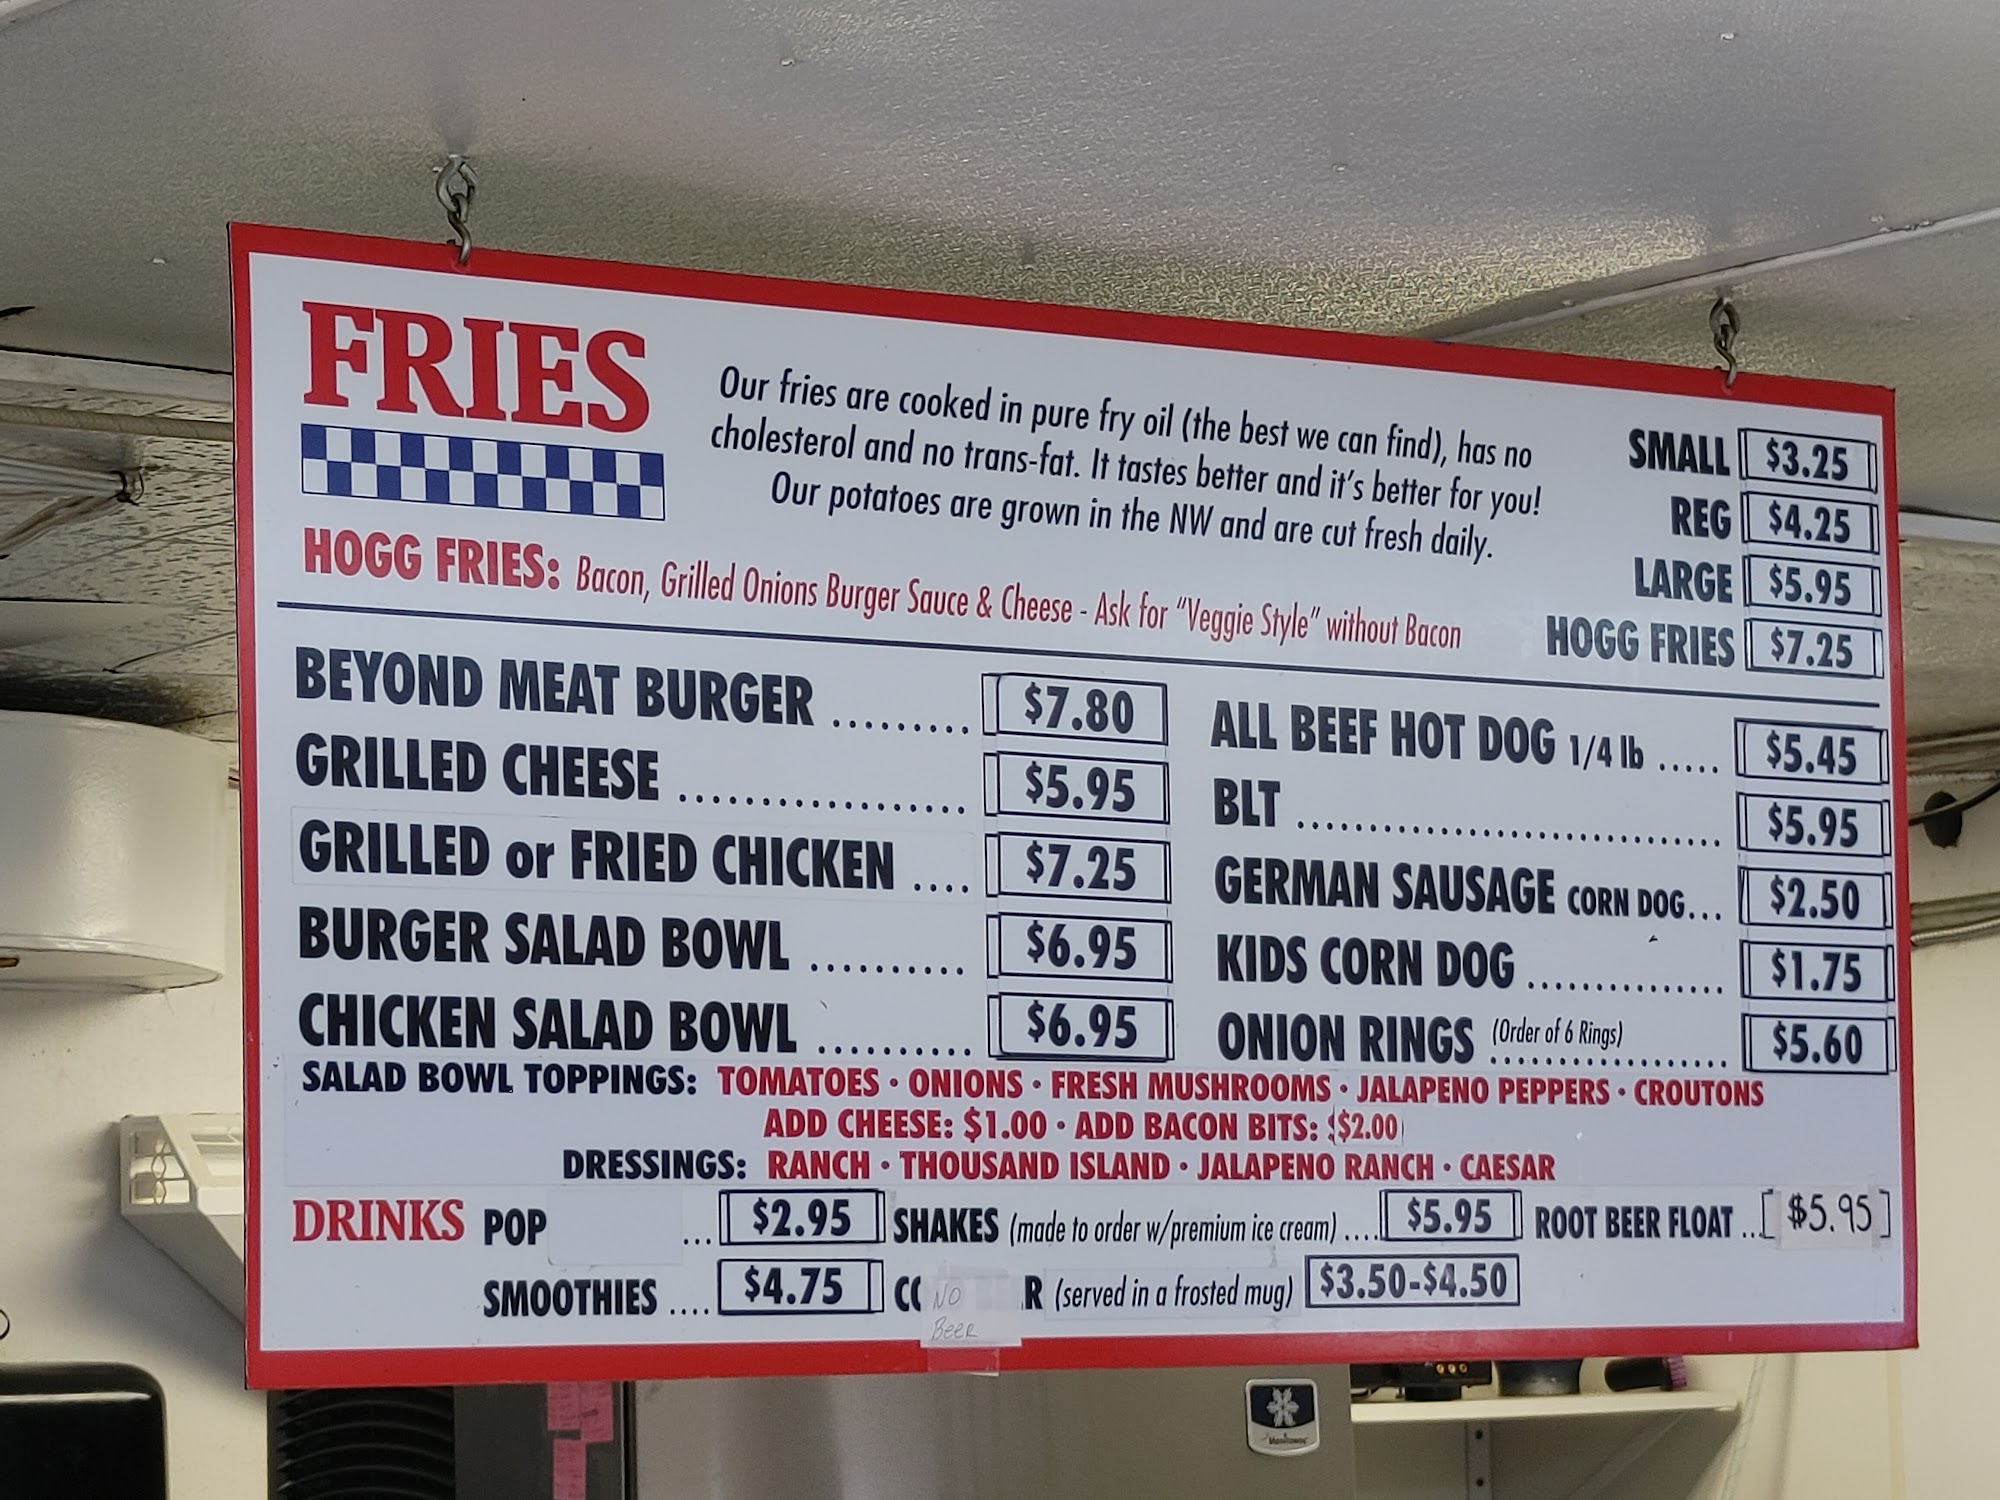 FRIES
Our fries are cooked in pure fry oil (the best we can find), has no
cholesterol and no trans-fat. It tastes better and it's better for you!
Our potatoes are grown in the NW and are cut fresh daily.
SMALL $3.25
REG $4.25
LARGE $5.95
HOGG FRIES $7.25
HOGG FRIES: Bacon, Grilled Onions Burger Sauce & Cheese - Ask for "Veggie Style" without Bacon
BEYOND MEAT BURGER ......... $7.80
GRILLED CHEESE .................. $5.95
GRILLED or FRIED CHICKEN .... $7.25
BURGER SALAD BOWL .......... $6.95
CHICKEN SALAD BOWL .......... $6.95
ALL BEEF HOT DOG 1/4 lb ..... $5.45
BLT .............................. $5.95
GERMAN SAUSAGE CORN DOG... $2.50
KIDS CORN DOG ............... $1.75
ONION RINGS (Order of 6 Rings) .................. $5.60
SALAD BOWL TOPPINGS: TOMATOES • ONIONS • FRESH MUSHROOMS • JALAPENO PEPPERS • CROUTONS
ADD CHEESE: $1.00 • ADD BACON BITS: $2.00
DRESSINGS: RANCH • THOUSAND ISLAND • JALAPENO RANCH • CAESAR
DRINKS POP ... $2.95 SHAKES (made to order w/premium ice cream) .... $5.95 ROOT BEER FLOAT ... $5.95
SMOOTHIES .... $4.75 CO R (served in a frosted mug) $3.50-$4.50
NO
Beer
Manitowoc